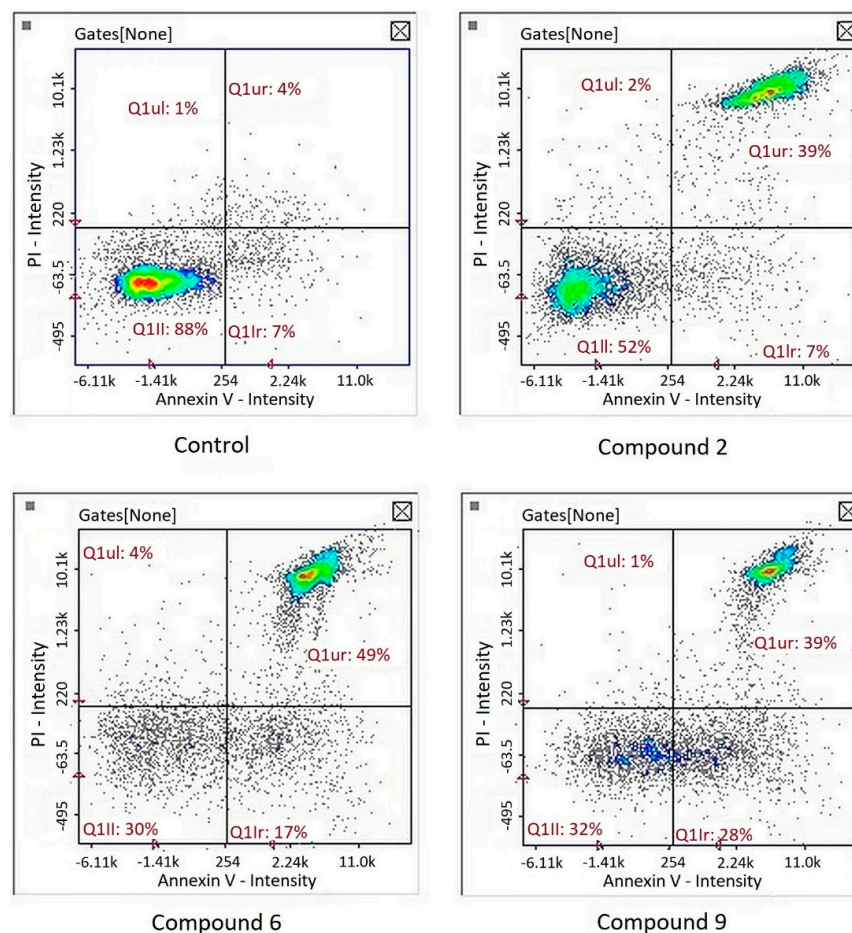 Gates[None]
Q1ul: 1%
Q1ur: 4%
Q1ll: 88%
Q1lr: 7%
PI - Intensity
10.1k
1.23k
220
-63.5
-495
-6.11k -1.41k 254 2.24k 11.0k
Annexin V - Intensity
Control
Gates[None]
Q1ul: 2%
Q1ur: 39%
Q1ll: 52%
Q1lr: 7%
PI - Intensity
10.1k
1.23k
220
-63.5
-495
-6.11k -1.41k 254 2.24k 11.0k
Annexin V - Intensity
Compound 2
Gates[None]
Q1ul: 4%
Q1ur: 49%
Q1ll: 30%
Q1lr: 17%
PI - Intensity
10.1k
1.23k
220
-63.5
-495
-6.11k -1.41k 254 2.24k 11.0k
Annexin V - Intensity
Compound 6
Gates[None]
Q1ul: 1%
Q1ur: 39%
Q1ll: 32%
Q1lr: 28%
PI - Intensity
10.1k
1.23k
220
-63.5
-495
-6.11k -1.41k 254 2.24k 11.0k
Annexin V - Intensity
Compound 9